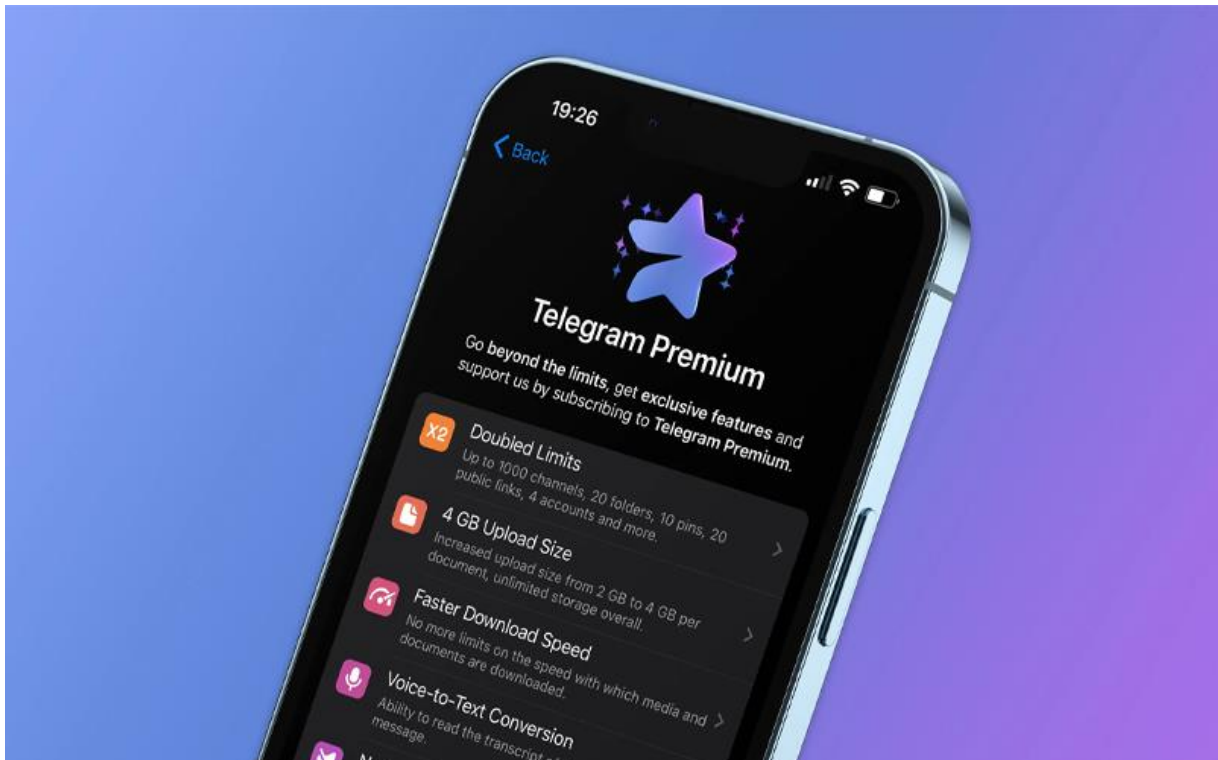 19:26
Back
Telegram Premium
Go beyond the limits, get exclusive features and
support us by subscribing to Telegram Premium.
X2
Doubled Limits
Up to 1000 channels, 20 folders, 10 pins, 20
public links, 4 accounts and more.
4 GB Upload Size
Increased upload size from 2 GB to 4 GB per
document, unlimited storage overall.
Faster Download Speed
No more limits on the speed with which media and
documents are downloaded.
Voice-to-Text Conversion
Ability to read the transcript
message.